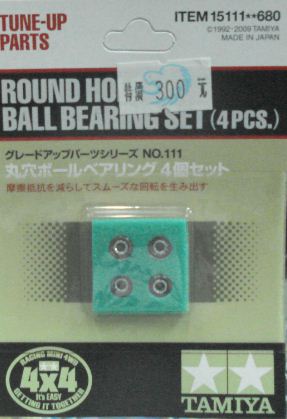 TUNE-UP
PARTS
ITEM 15111**680
©1992-2009 TAMIYA
MADE IN JAPAN
ROUND HO
300 元
BALL BEARING SET (4PCS.)
グレードアップパーツシリーズ NO.111
丸穴ボールベアリング 4個セット
摩擦抵抗を減らしてスムーズな回転を生み出す
RACING MINI 4WD
4x4
It's EASY
GETTING IT TOGETHER
TAMIYA